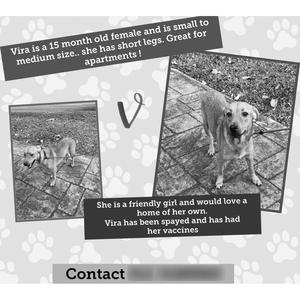 Vira is a 15 month old female and is small to
medium size.. she has short legs. Great for
apartments !
V
She is a friendly girl and would love a
home of her own.
Vira has been spayed and has had
her vaccines
Contact